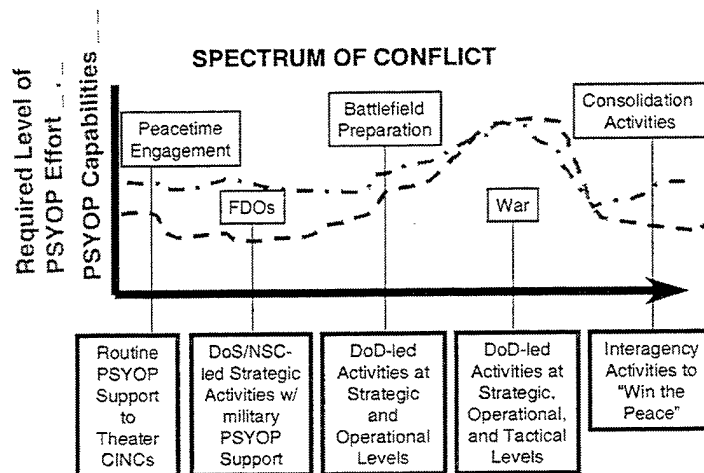 SPECTRUM OF CONFLICT
Required Level of
PSYOP Effort
PSYOP Capabilities
Peacetime
Engagement
FDOs
Battlefield
Preparation
War
Consolidation
Activities
Routine
PSYOP
Support
to
Theater
CINCs
DoS/NSC-
led Strategic
Activities w/
military
PSYOP
Support
DoD-led
Activities at
Strategic
and
Operational
Levels
DoD-led
Activities at
Strategic,
Operational,
and Tactical
Levels
Interagency
Activities to
"Win the
Peace"